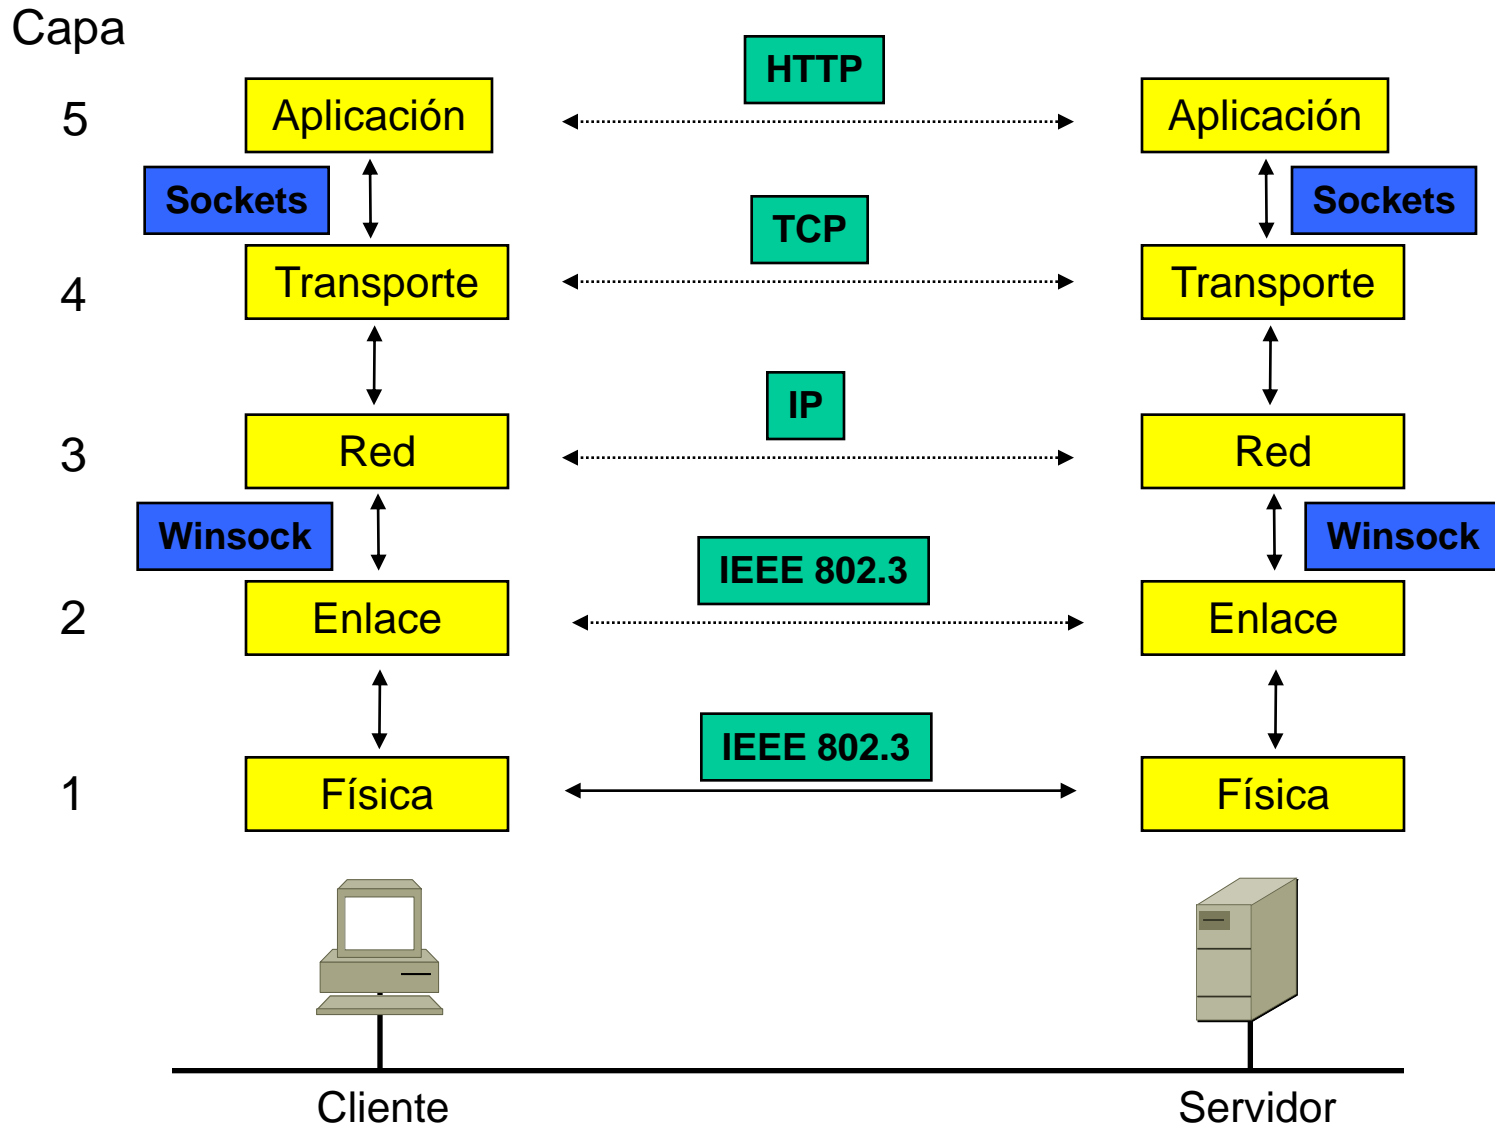 Capa
HTTP
5
Aplicación
Aplicación
Sockets
Sockets
TCP
4
Transporte
Transporte
IP
3
Red
Red
Winsock
Winsock
IEEE 802.3
2
Enlace
Enlace
IEEE 802.3
1
Física
Física
Cliente
Servidor